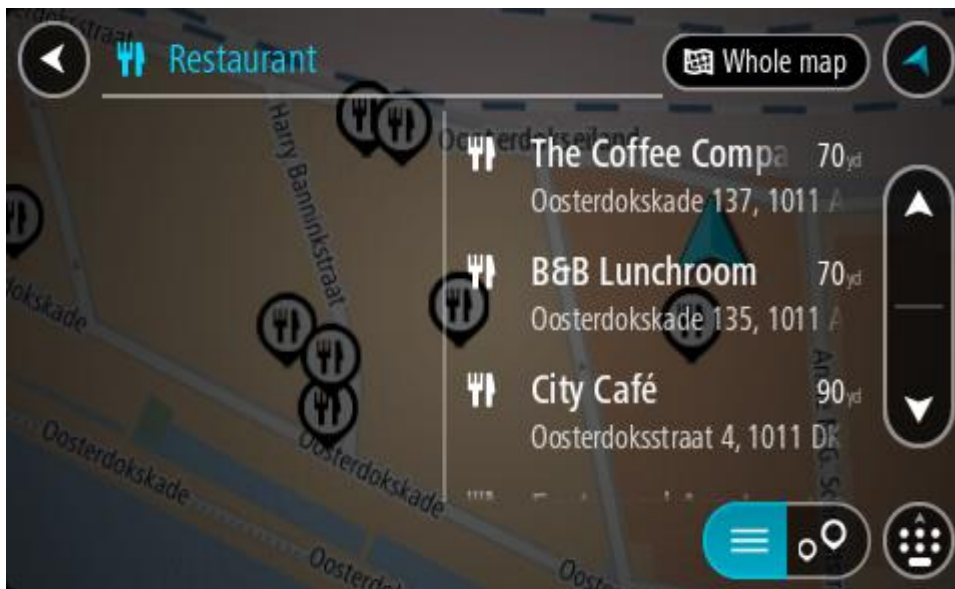 Restaurant
Whole map
Oosterdokseiland
Harry Banninkstraat
The Coffee Compa 70yd
Oosterdokskade 137, 1011 A
B&B Lunchroom 70yd
Oosterdokskade 135, 1011 A
City Café 90yd
Oosterdoksstraat 4, 1011 DK
Oosterdokskade
Oosterdokskade